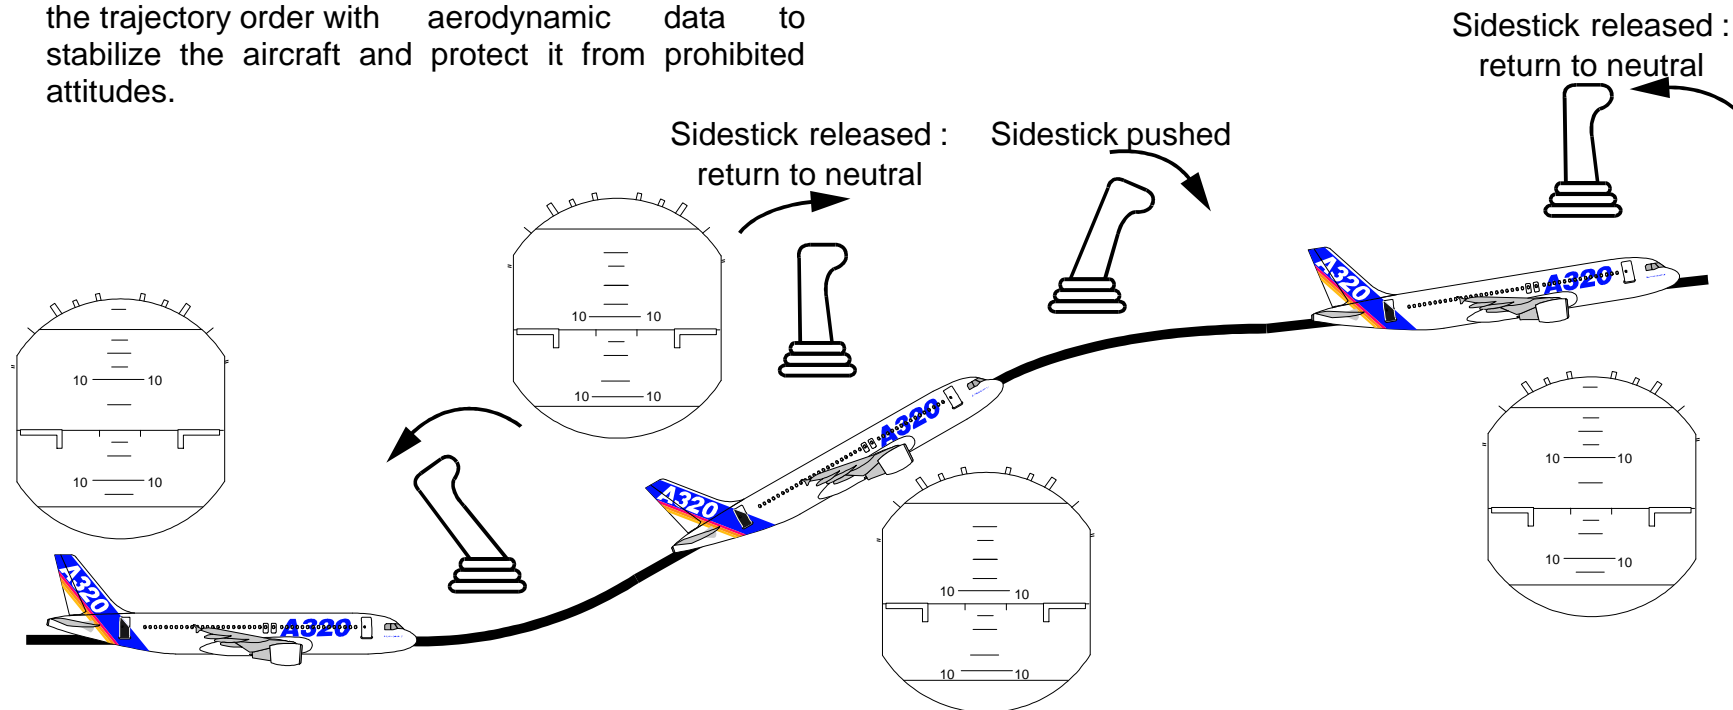 the trajectory order with aerodynamic data to
stabilize the aircraft and protect it from prohibited
attitudes.
Sidestick released :
return to neutral
Sidestick pushed
Sidestick released :
return to neutral
10 10
10 10
10 10
10 10
10 10
10 10
10 10
10 10
A320
A320
A320
A320
A320
A320